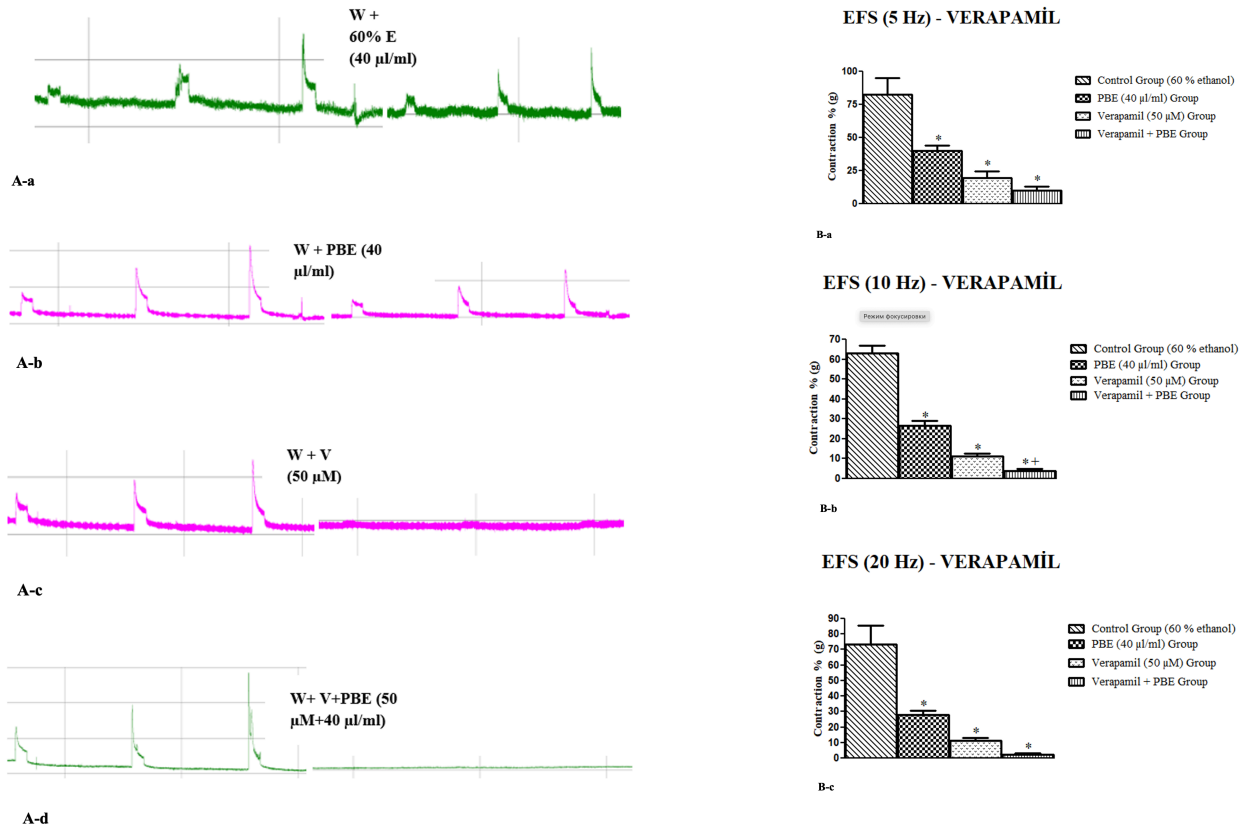 W +
60% E
(40 µl/ml)
A-a
W + PBE (40
µl/ml)
A-b
W + V
(50 µM)
A-c
W+ V+PBE (50
µM+40 µl/ml)
A-d
EFS (5 Hz) - VERAPAMİL
Contraction % (g)
100
75
50
25
0
*
*
*
Control Group (60 % ethanol)
PBE (40 µl/ml) Group
Verapamil (50 µM) Group
Verapamil + PBE Group
B-a
EFS (10 Hz) - VERAPAMİL
Режим фокусировки
Contraction % (g)
70
60
50
40
30
20
10
0
*
*
*+
Control Group (60 % ethanol)
PBE (40 µl/ml) Group
Verapamil (50 µM) Group
Verapamil + PBE Group
B-b
EFS (20 Hz) - VERAPAMİL
Contraction % (g)
90
80
70
60
50
40
30
20
10
0
*
*
*
Control Group (60 % ethanol)
PBE (40 µl/ml) Group
Verapamil (50 µM) Group
Verapamil + PBE Group
B-c